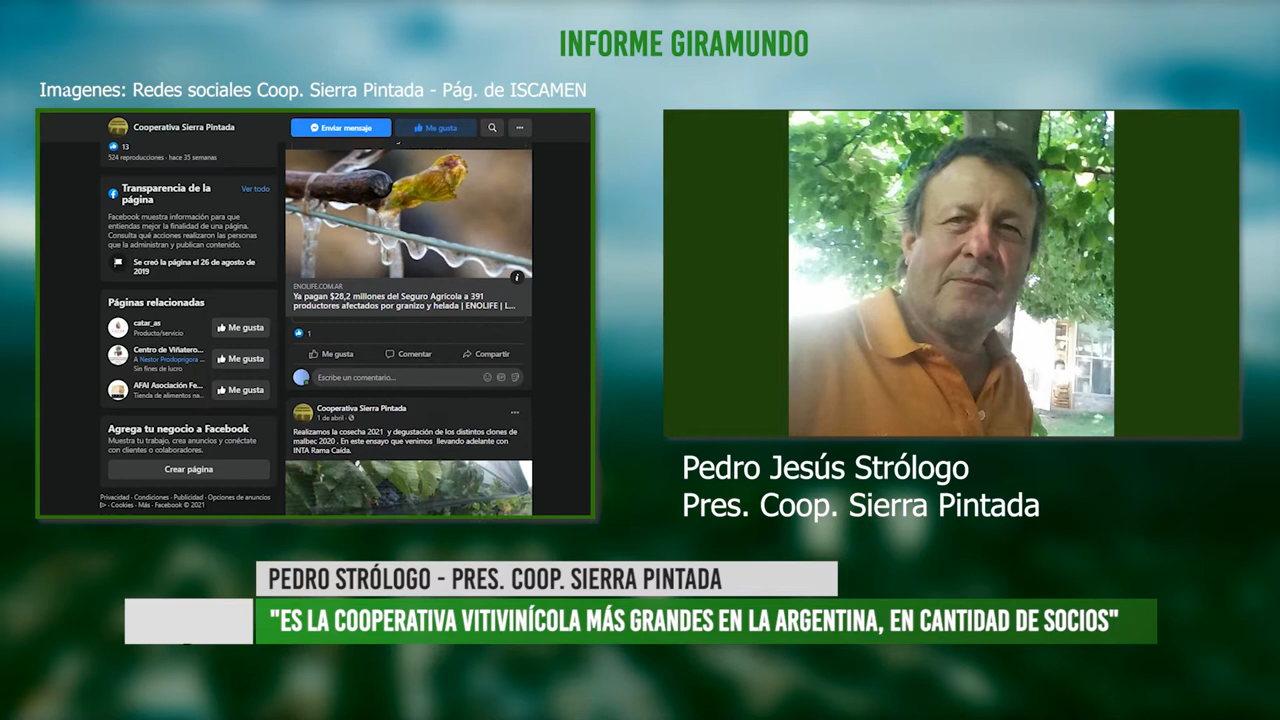 INFORME GIRAMUNDO
Imagenes: Redes sociales Coop. Sierra Pintada - Pág. de ISCAMEN
Cooperativa Sierra Pintada
Enviar mensaje
Me gusta
13
524 reproducciones · hace 35 semanas
Transparencia de la
página
Ver todo
Facebook muestra información para que
entiendas mejor la finalidad de una página.
Consulta qué acciones realizaron las personas
que la administran y publican contenido.
Se creó la página el 26 de agosto de
2019
Páginas relacionadas
catar_as
Producto/servicio
Me gusta
Centro de Viñatero...
A Nestor Prodoprigora ...
Sin fines de lucro
Me gusta
AFAI Asociación Fe...
Tienda de alimentos na...
Me gusta
Agrega tu negocio a Facebook
Muestra tu trabajo, crea anuncios y conéctate
con clientes o colaboradores.
Crear página
Privacidad · Condiciones · Publicidad · Opciones de anuncios
· Cookies · Más · Facebook © 2021
ENOLIFE.COM.AR
Ya pagan $28,2 millones del Seguro Agrícola a 391
productores afectados por granizo y helada | ENOLIFE | L...
1
Me gusta
Comentar
Compartir
Escribe un comentario...
Cooperativa Sierra Pintada
1 de abril ·
Realizamos la cosecha 2021 y degustación de los distintos clones de
malbec 2020 , En este ensayo que venimos llevando adelante con
INTA Rama Caída.
Pedro Jesús Strólogo
Pres. Coop. Sierra Pintada
PEDRO STRÓLOGO - PRES. COOP. SIERRA PINTADA
"ES LA COOPERATIVA VITIVINÍCOLA MÁS GRANDES EN LA ARGENTINA, EN CANTIDAD DE SOCIOS"